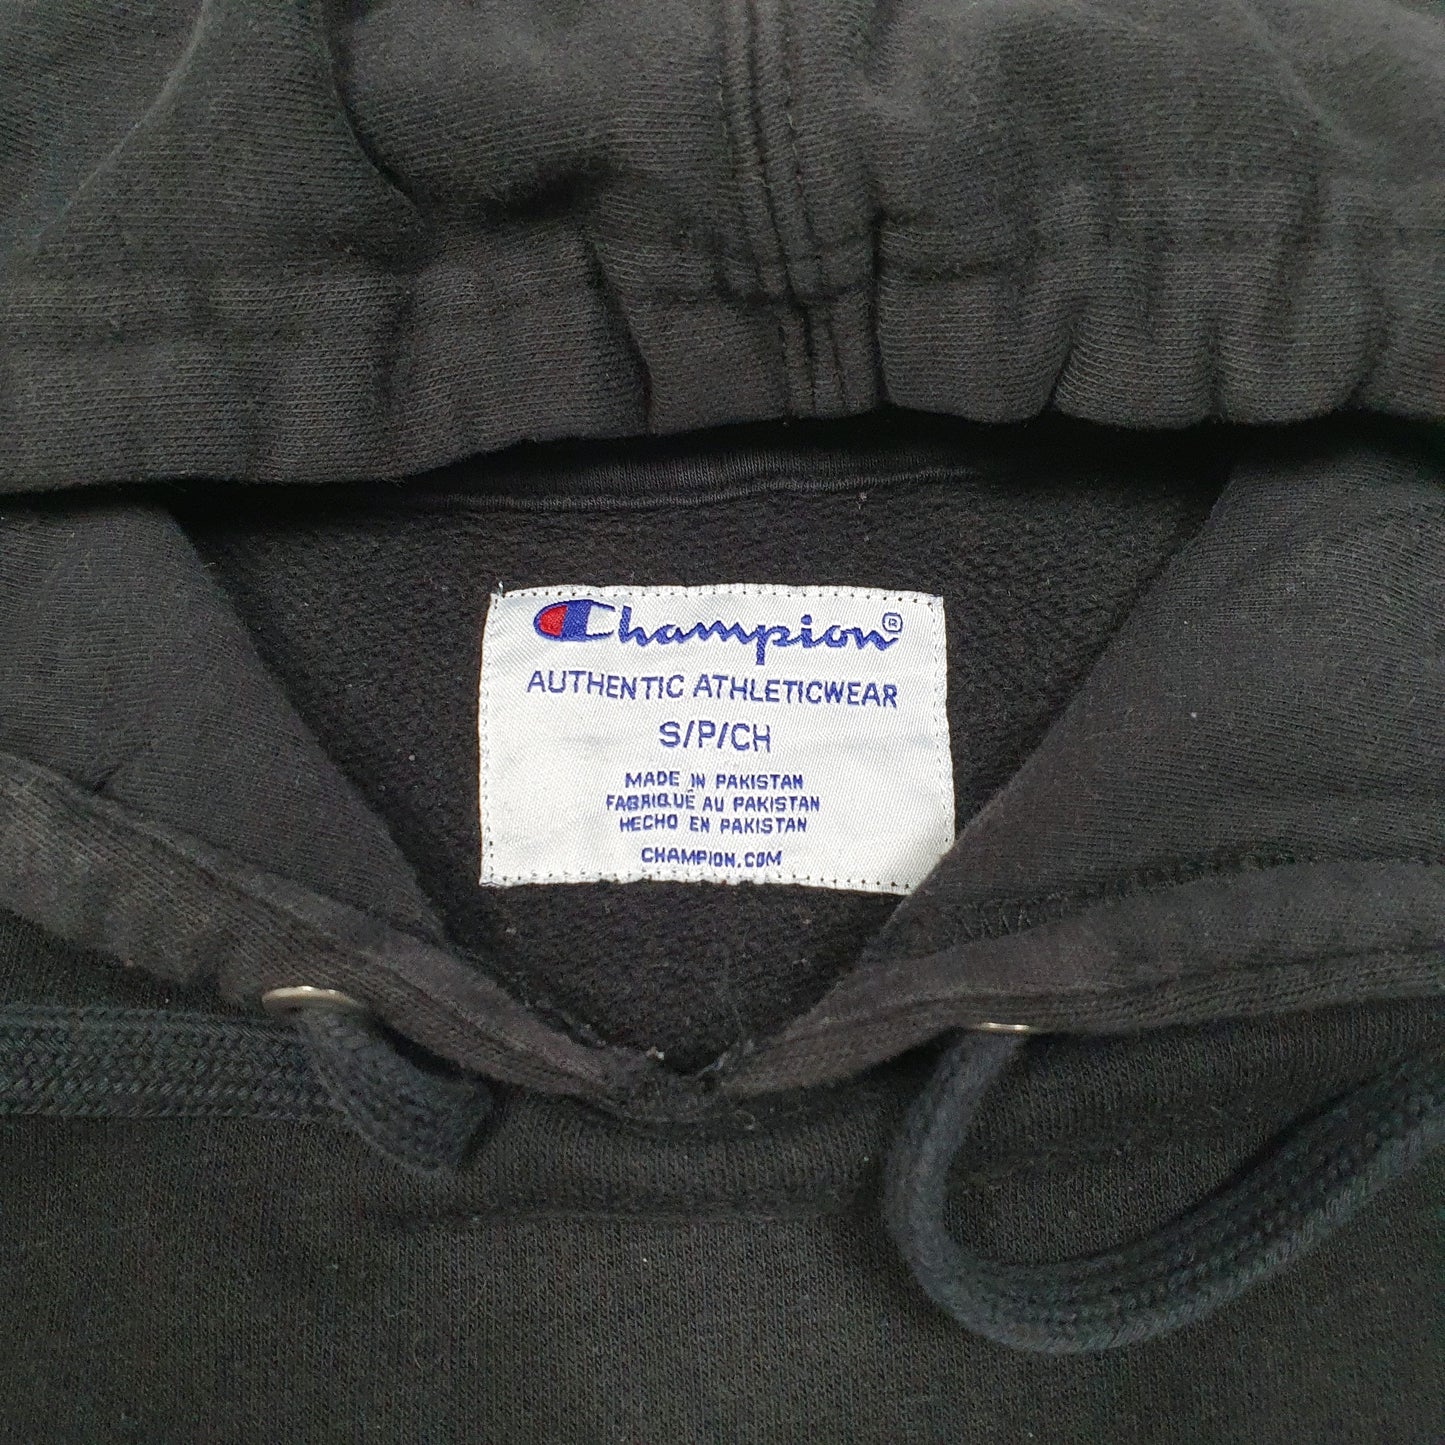 Champion®
AUTHENTIC ATHLETICWEAR
S/P/CH
MADE IN PAKISTAN
FABRIQUÉ AU PAKISTAN
HECHO EN PAKISTAN
CHAMPION.COM